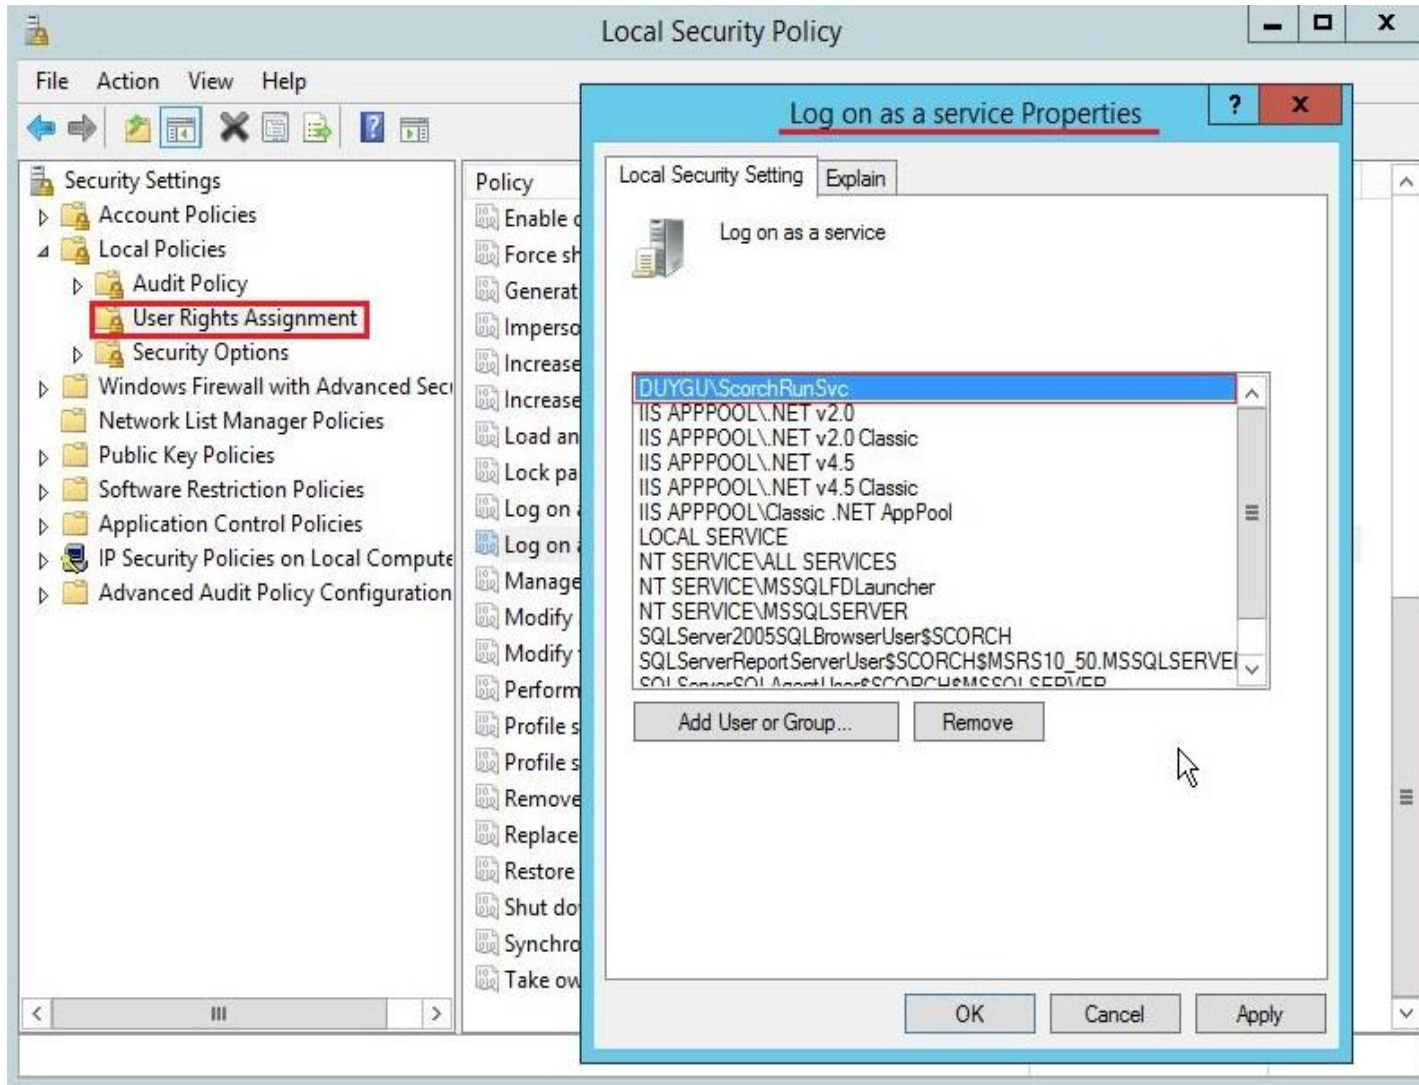 Local Security Policy
File Action View Help
Log on as a service Properties
?
Security Settings
Account Policies
Local Policies
Audit Policy
User Rights Assignment
Security Options
Windows Firewall with Advanced Secu
Network List Manager Policies
Public Key Policies
Software Restriction Policies
Application Control Policies
IP Security Policies on Local Compute
Advanced Audit Policy Configuration
Policy
Enable c
Force sh
Generat
Imperso
Increase
Increase
Load an
Lock pa
Log on a
Log on a
Manage
Modify
Modify
Perform
Profile s
Profile s
Remove
Replace
Restore
Shut do
Synchro
Take ow
Local Security Setting Explain
Log on as a service
DUYGU\ScorchRunSvc
IIS APPPOOL\.NET v2.0
IIS APPPOOL\.NET v2.0 Classic
IIS APPPOOL\.NET v4.5
IIS APPPOOL\.NET v4.5 Classic
IIS APPPOOL\Classic .NET AppPool
LOCAL SERVICE
NT SERVICE\ALL SERVICES
NT SERVICE\MSSQLFDLauncher
NT SERVICE\MSSQLSERVER
SQLServer2005SQLBrowserUser$SCORCH
SQLServerReportServerUser$SCORCH$MSRS10_50.MSSQLSERVER
SQLServerSQLAgentUser$SCORCH$MSSQLSERVER
Add User or Group... Remove
OK Cancel Apply